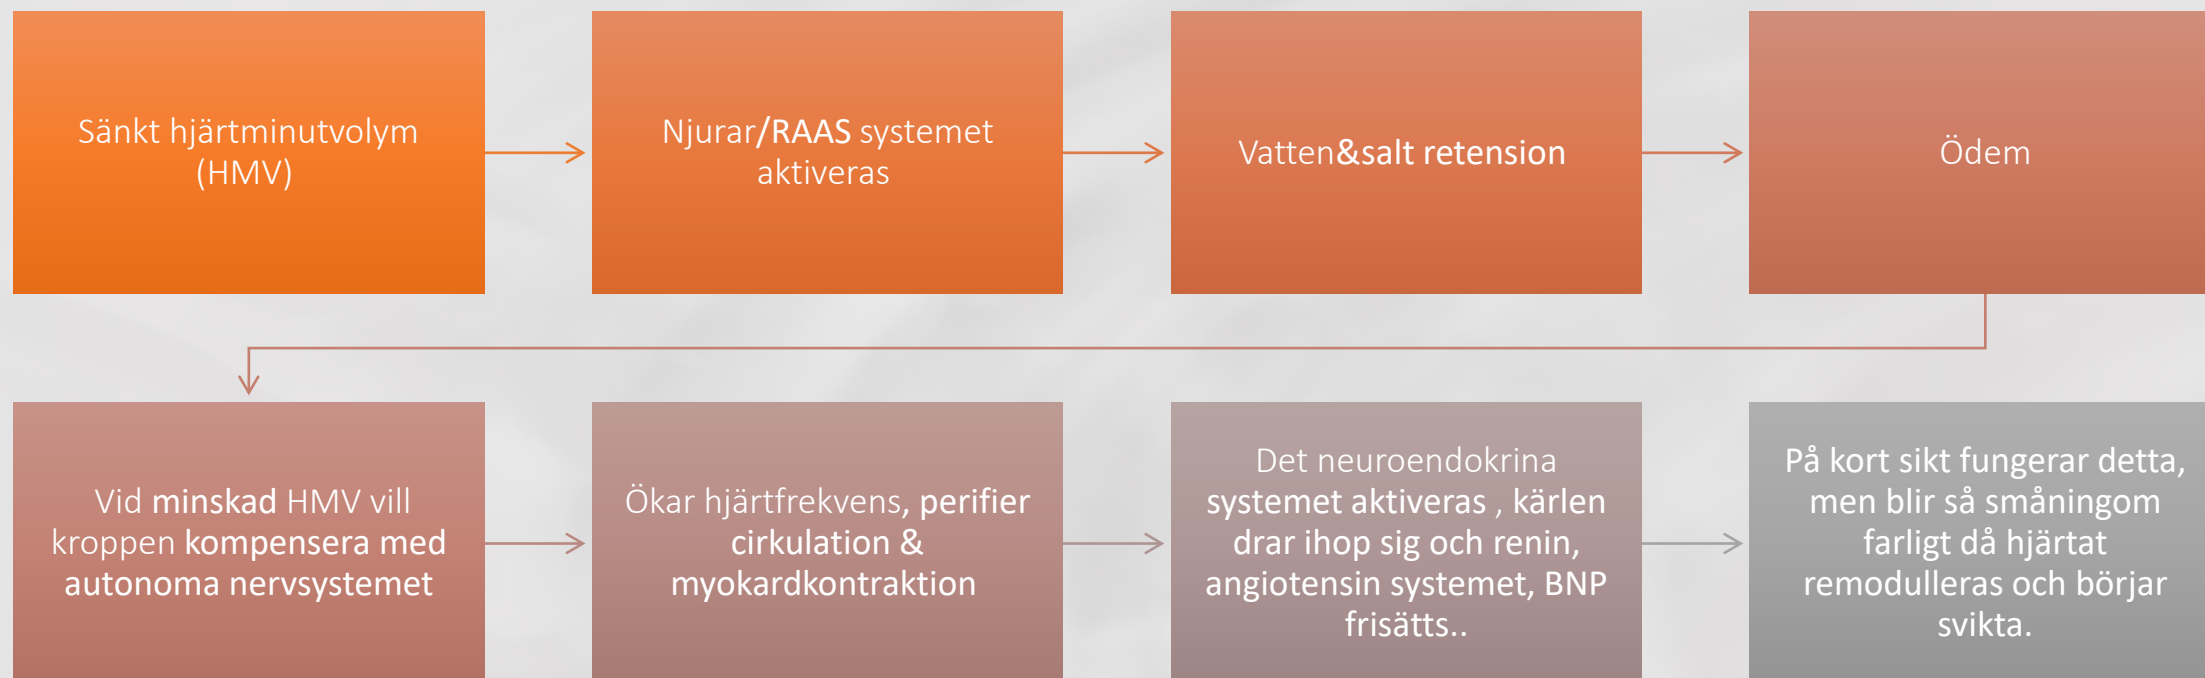 Sänkt hjärtminutvolym
(HMV)
Njurar/RAAS systemet
aktiveras
Vatten&salt retension
Ödem
Vid minskad HMV vill
kroppen kompensera med
autonoma nervsystemet
Ökar hjärtfrekvens, perifier
cirkulation &
myokardkontraktion
Det neuroendokrina
systemet aktiveras , kärlen
drar ihop sig och renin,
angiotensin systemet, BNP
frisätts..
På kort sikt fungerar detta,
men blir så småningom
farligt då hjärtat
remodulleras och börjar
svikta.